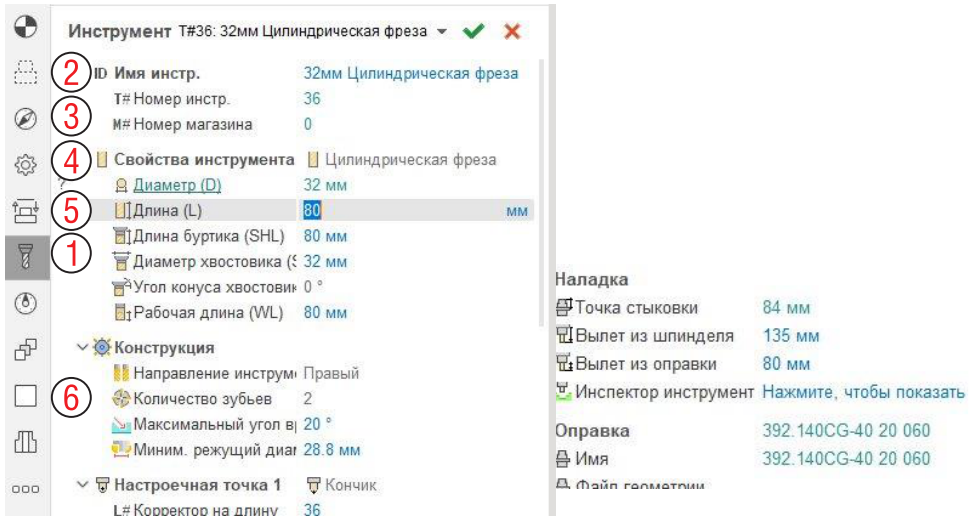 Инструмент T#36: 32мм Цилиндрическая фреза
2 ID Имя инстр. 32мм Цилиндрическая фреза
T# Номер инстр. 36
3 M# Номер магазина 0
4 Свойства инструмента Цилиндрическая фреза
? Диаметр (D) 32 мм
5 Длина (L) 80 мм
Длина буртика (SHL) 80 мм
1 Диаметр хвостовика (S 32 мм
Угол конуса хвостовик 0 °
Рабочая длина (WL) 80 мм
Конструкция
Направление инструм Правый
6 Количество зубьев 2
Максимальный угол в 20 °
Миним. режущий диа 28.8 мм
Настроечная точка 1 Кончик
L# Корректор на длину 36
Наладка
Точка стыковки 84 мм
Вылет из шпинделя 135 мм
Вылет из оправки 80 мм
Инспектор инструмент Нажмите, чтобы показать
Оправка 392.140CG-40 20 060
Имя 392.140CG-40 20 060
Файл геометрии